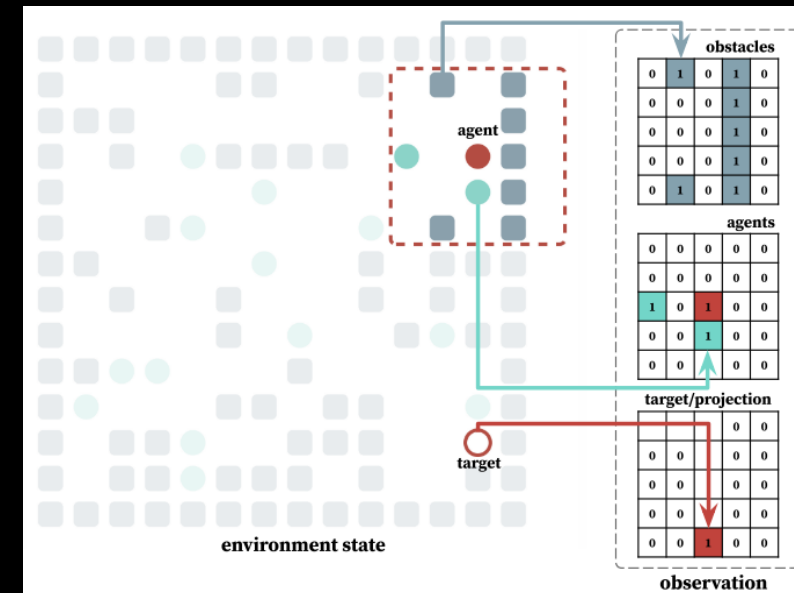 obstacles
0 1 0 1 0
0 0 0 1 0
0 0 0 1 0
0 0 0 1 0
0 1 0 1 0
agent
agents
0 0 0 0 0
0 0 0 0 0
1 0 1 0 0
0 0 1 0 0
0 0 0 0 0
target/projection
0 0
0 0 0 0
0 0 0 0
0 0 0 0
0 0 1 0 0
target
environment state
observation